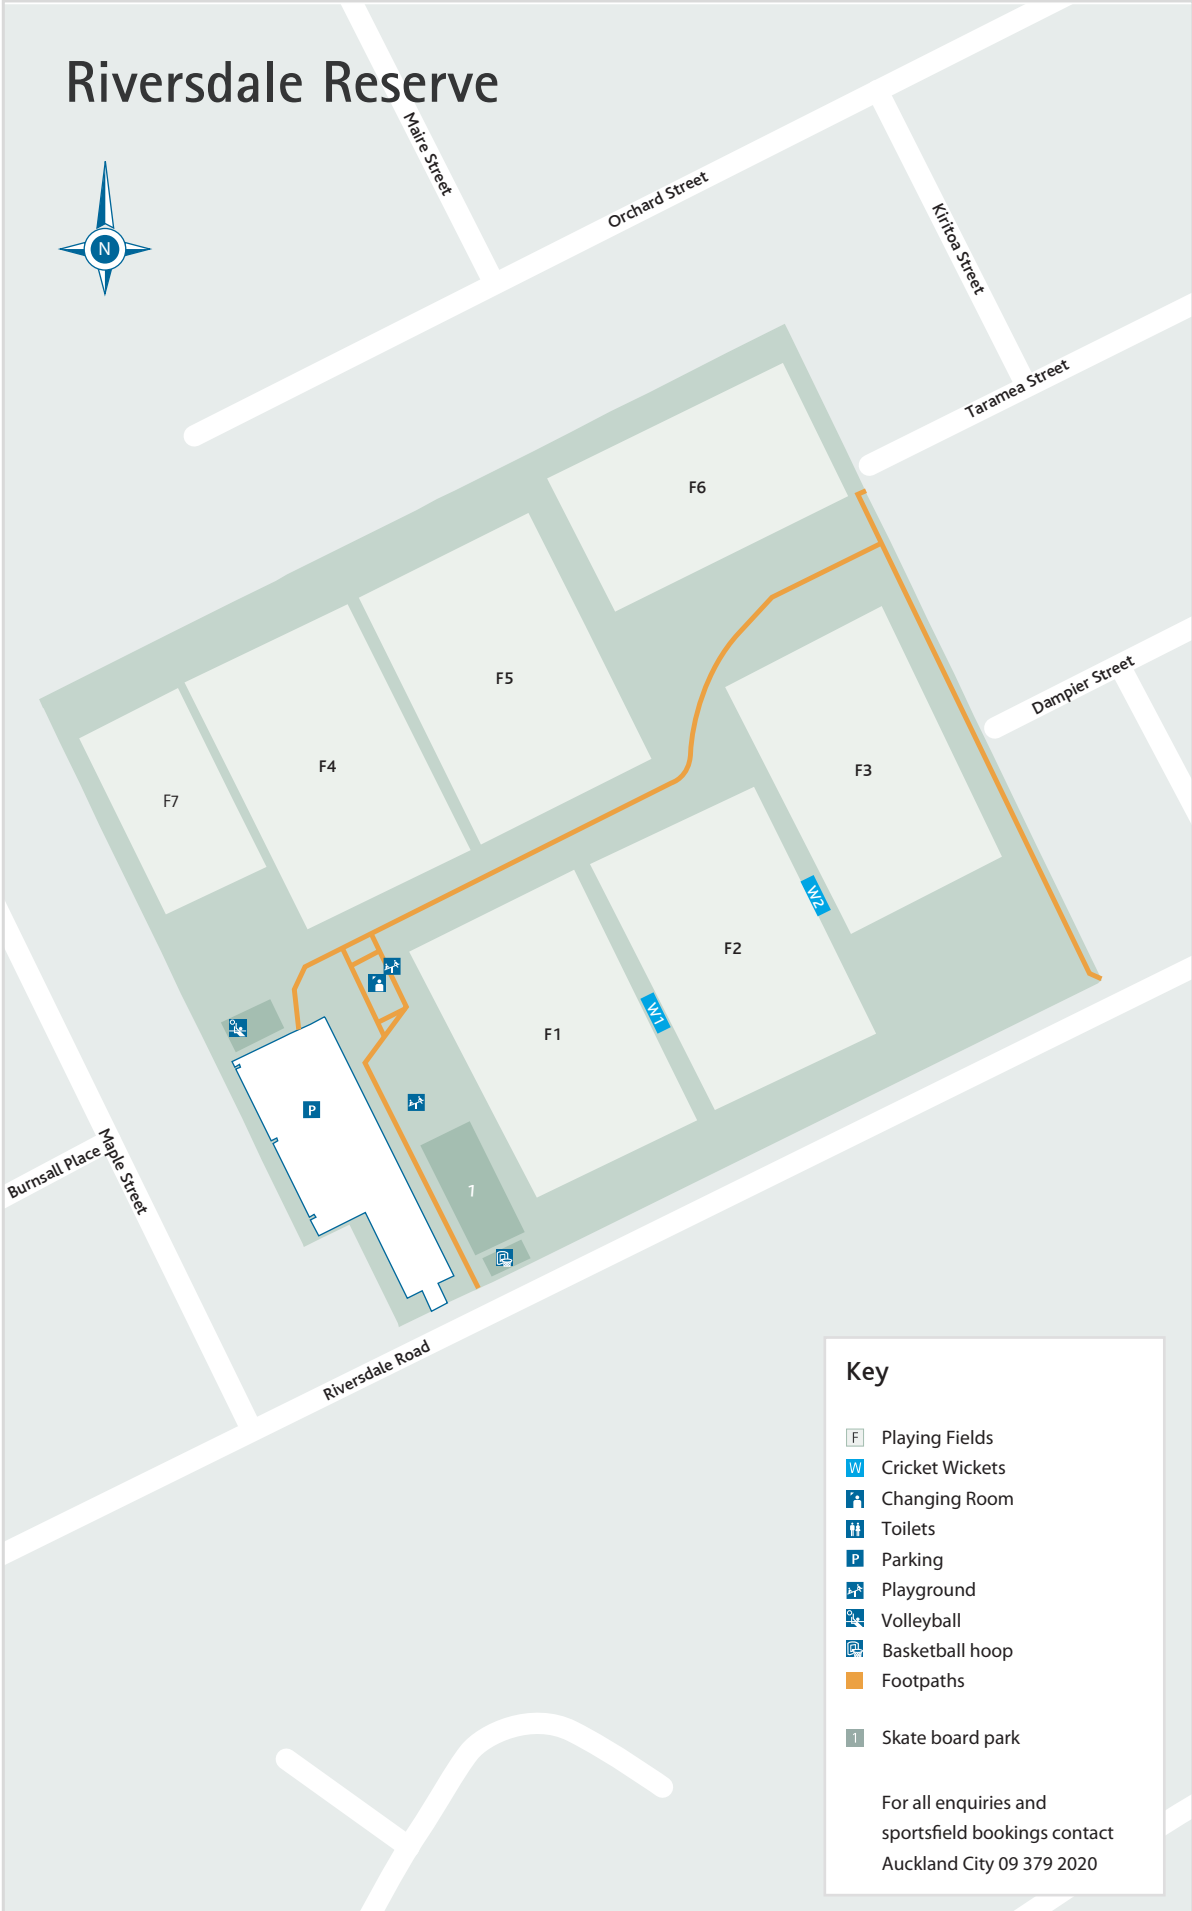 Riversdale Reserve
Maire Street
Orchard Street
Kiritoa Street
N
Taramea Street
F6
F5
Dampier Street
F4
F3
F7
W2
F2
W1
F1
P
Burnsall Place
Maple Street
1
Riversdale Road
Key
F Playing Fields
W Cricket Wickets
Changing Room
Toilets
P Parking
Playground
Volleyball
Basketball hoop
Footpaths
1 Skate board park
For all enquiries and
sportsfield bookings contact
Auckland City 09 379 2020